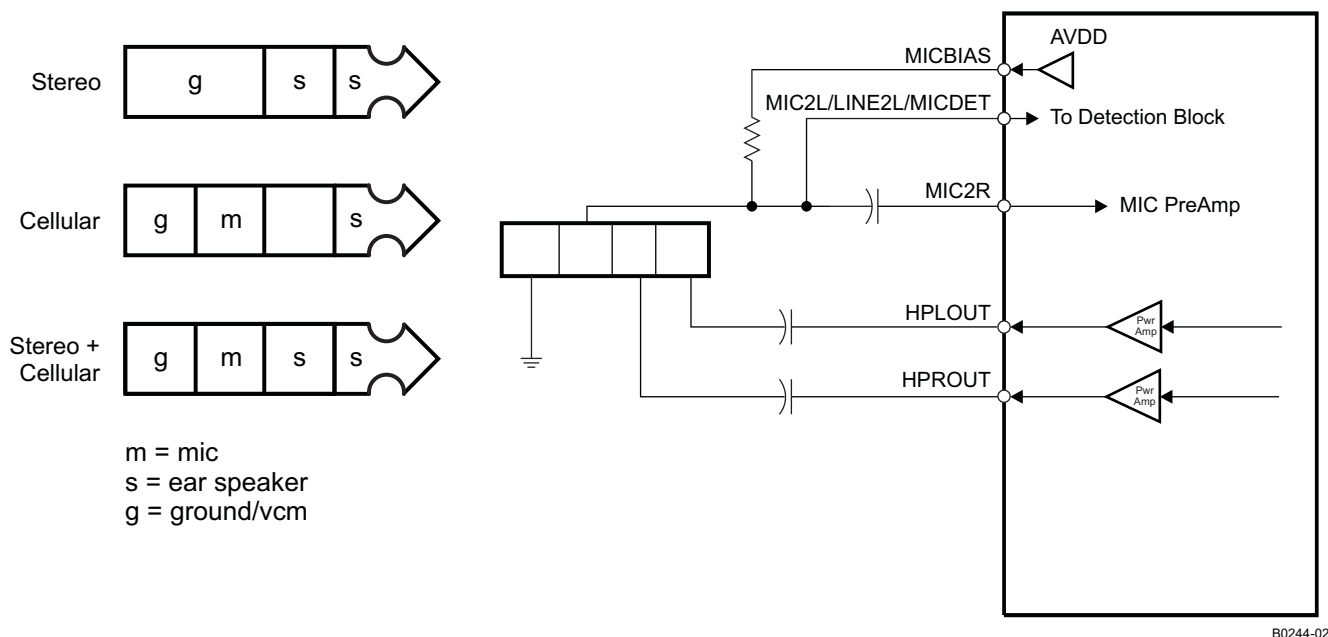 Stereo
g s s
Cellular
g m s
Stereo +
Cellular
g m s s
m = mic
s = ear speaker
g = ground/vcm
MICBIAS
AVDD
MIC2L/LINE2L/MICDET
To Detection Block
MIC2R
MIC PreAmp
HPLOUT
Pwr
Amp
HPROUT
Pwr
Amp
B0244-02